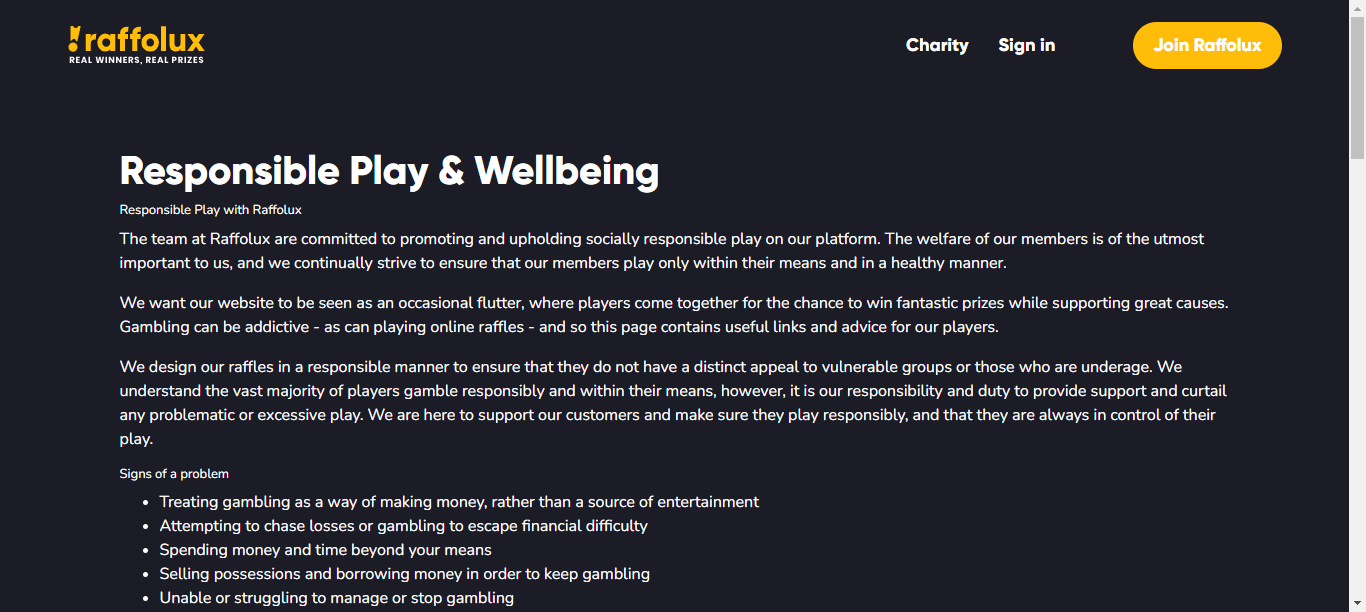 raffolux
REAL WINNERS, REAL PRIZES
Charity
Sign in
Join Raffolux
Responsible Play & Wellbeing
Responsible Play with Raffolux
The team at Raffolux are committed to promoting and upholding socially responsible play on our platform. The welfare of our members is of the utmost
important to us, and we continually strive to ensure that our members play only within their means and in a healthy manner.
We want our website to be seen as an occasional flutter, where players come together for the chance to win fantastic prizes while supporting great causes.
Gambling can be addictive - as can playing online raffles - and so this page contains useful links and advice for our players.
We design our raffles in a responsible manner to ensure that they do not have a distinct appeal to vulnerable groups or those who are underage. We
understand the vast majority of players gamble responsibly and within their means, however, it is our responsibility and duty to provide support and curtail
any problematic or excessive play. We are here to support our customers and make sure they play responsibly, and that they are always in control of their
play.
Signs of a problem
• Treating gambling as a way of making money, rather than a source of entertainment
• Attempting to chase losses or gambling to escape financial difficulty
• Spending money and time beyond your means
• Selling possessions and borrowing money in order to keep gambling
• Unable or struggling to manage or stop gambling